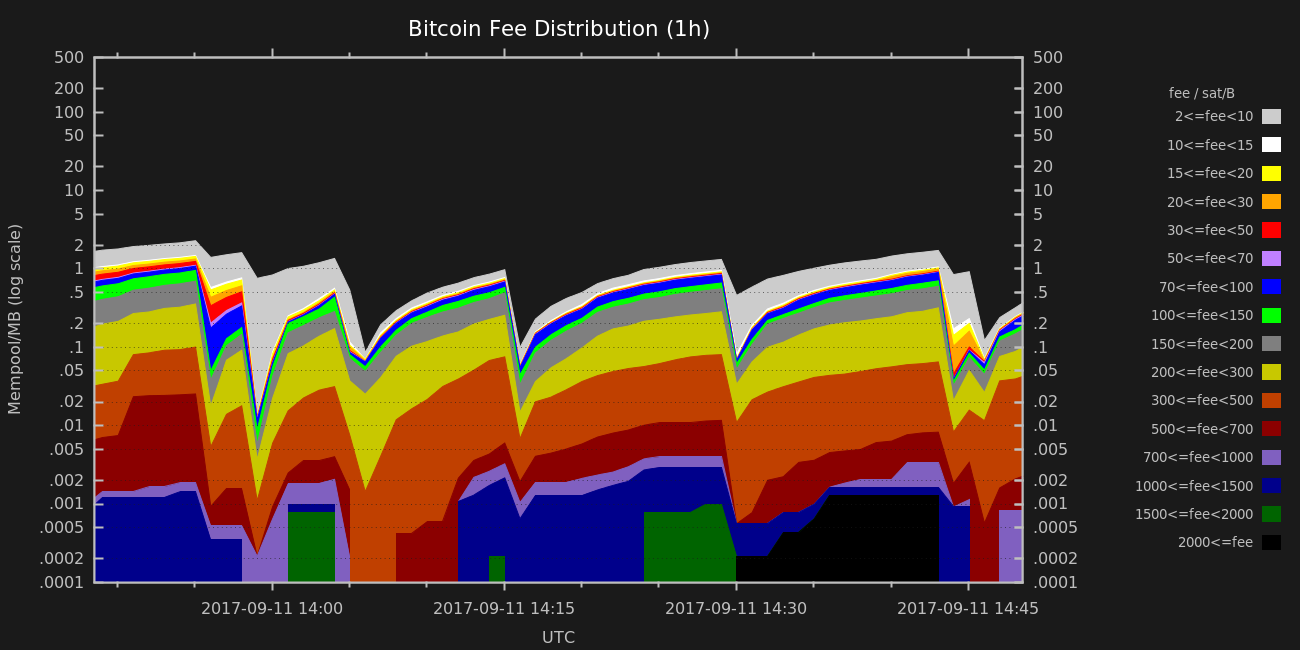 Bitcoin Fee Distribution (1h)
500 500
200 200
100 100
50 50
20 20
10 10
5 5
2 2
1 1
.5 .5
.2 .2
.1 .1
.05 .05
.02 .02
.01 .01
.005 .005
.002 .002
.001 .001
.0005 .0005
.0002 .0002
.0001 .0001
Mempool/MB (log scale)
2017-09-11 14:00 2017-09-11 14:15 2017-09-11 14:30 2017-09-11 14:45
UTC
fee / sat/B
2<=fee<10
10<=fee<15
15<=fee<20
20<=fee<30
30<=fee<50
50<=fee<70
70<=fee<100
100<=fee<150
150<=fee<200
200<=fee<300
300<=fee<500
500<=fee<700
700<=fee<1000
1000<=fee<1500
1500<=fee<2000
2000<=fee